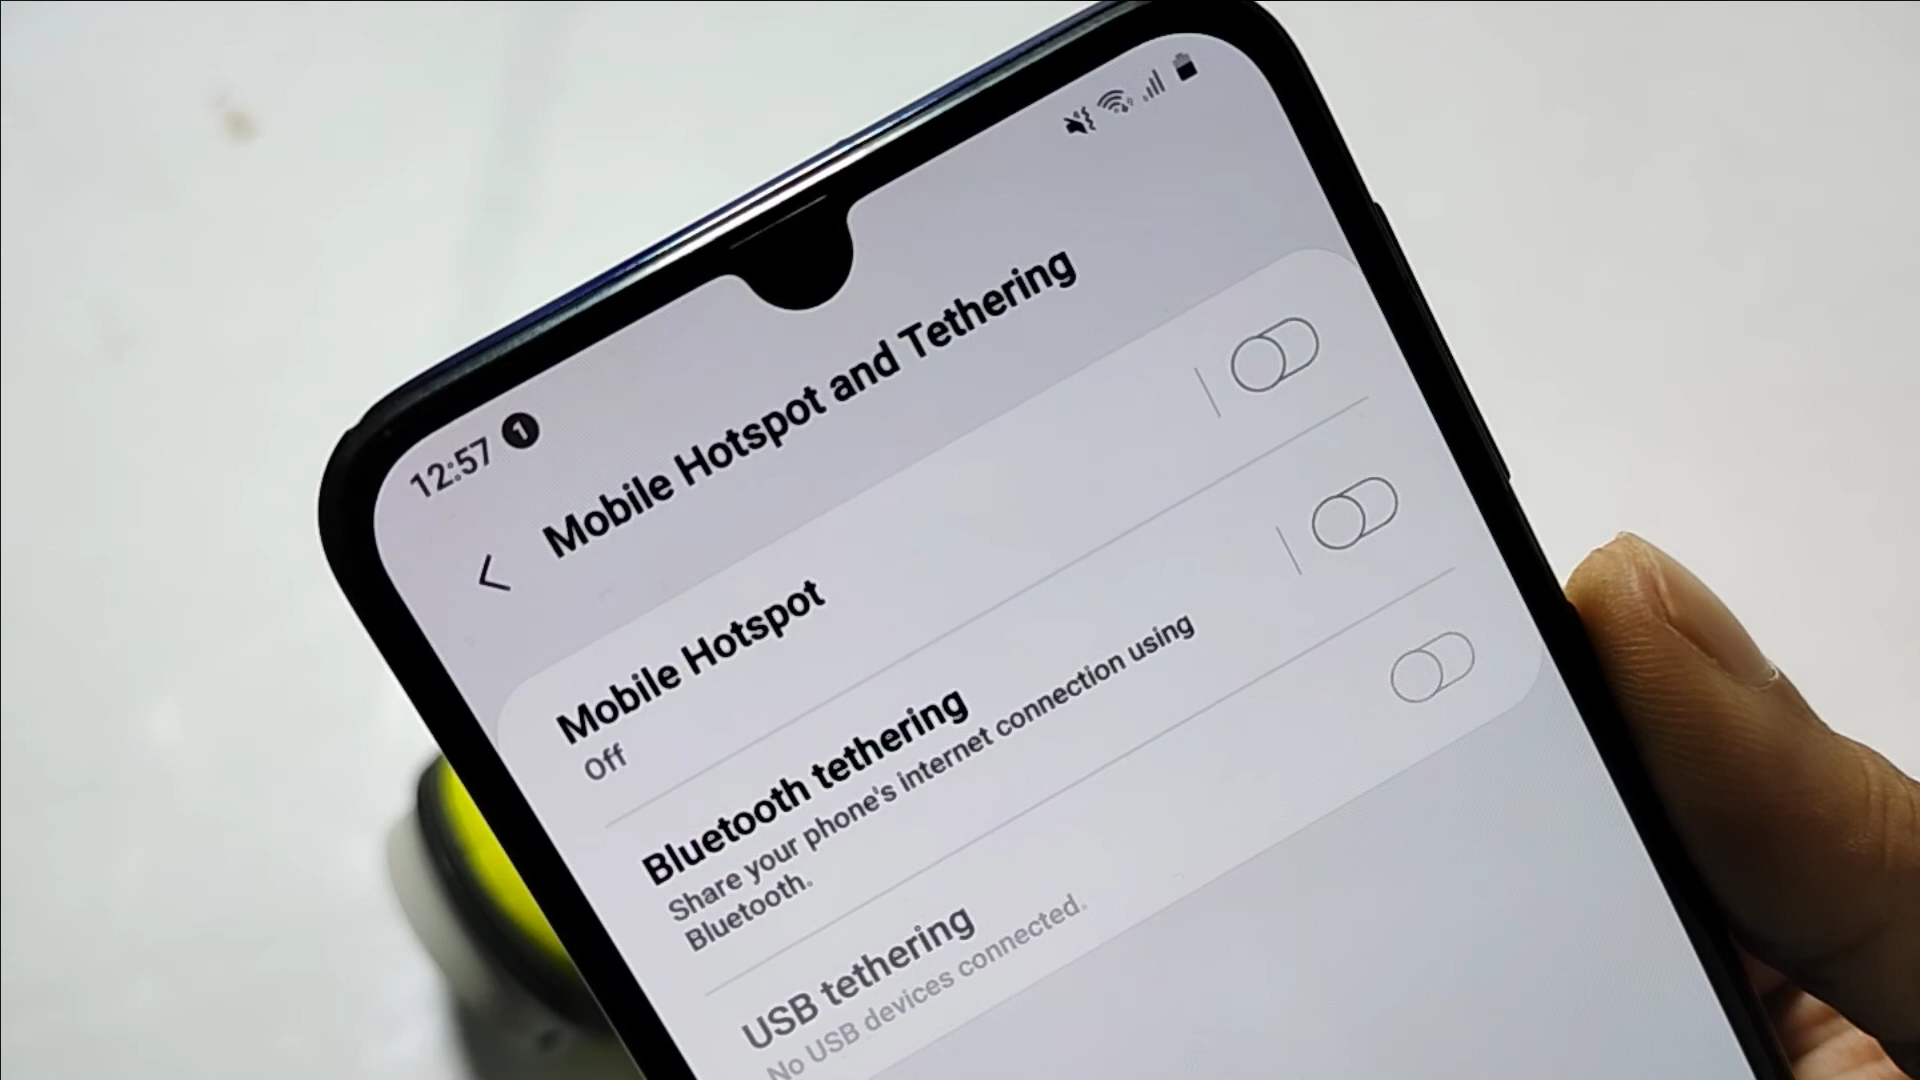 12:57 1
Mobile Hotspot and Tethering
Mobile Hotspot
Off
Bluetooth tethering
Share your phone's internet connection using
Bluetooth.
USB tethering
No USB devices connected.